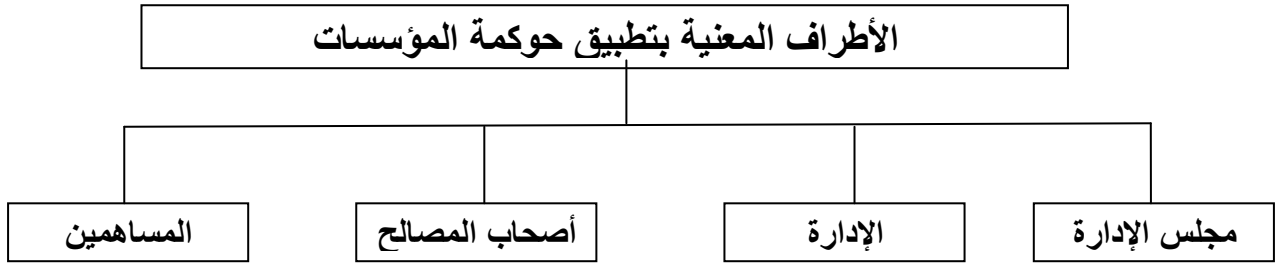 الأطراف المعنية بتطبيق حوكمة المؤسسات
مجلس الإدارة
الإدارة
أصحاب المصالح
المساهمين